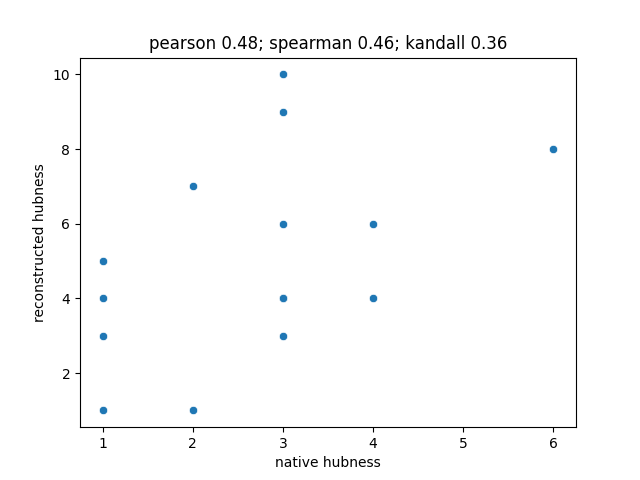 pearson 0.48; spearman 0.46; kandall 0.36
10
8
6
4
2
reconstructed hubness
1 2 3 4 5 6
native hubness